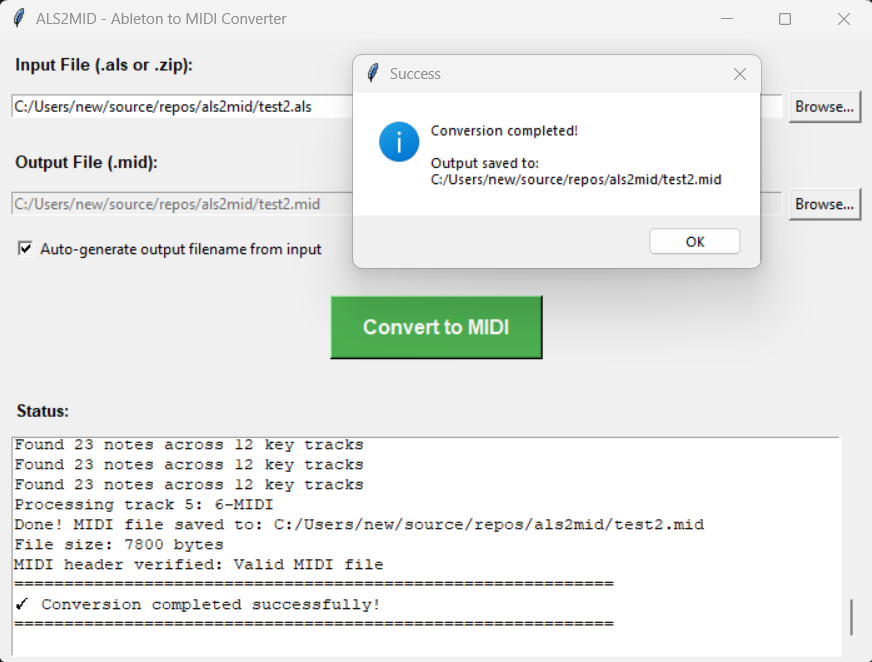 ALS2MID - Ableton to MIDI Converter
Input File (.als or .zip):
C:/Users/new/source/repos/als2mid/test2.als
Browse...
Output File (.mid):
C:/Users/new/source/repos/als2mid/test2.mid
Browse...
Auto-generate output filename from input
Success
Conversion completed!
Output saved to:
C:/Users/new/source/repos/als2mid/test2.mid
OK
Convert to MIDI
Status:
Found 23 notes across 12 key tracks
Found 23 notes across 12 key tracks
Found 23 notes across 12 key tracks
Processing track 5: 6-MIDI
Done! MIDI file saved to: C:/Users/new/source/repos/als2mid/test2.mid
File size: 7800 bytes
MIDI header verified: Valid MIDI file
============================================================
✓ Conversion completed successfully!
============================================================